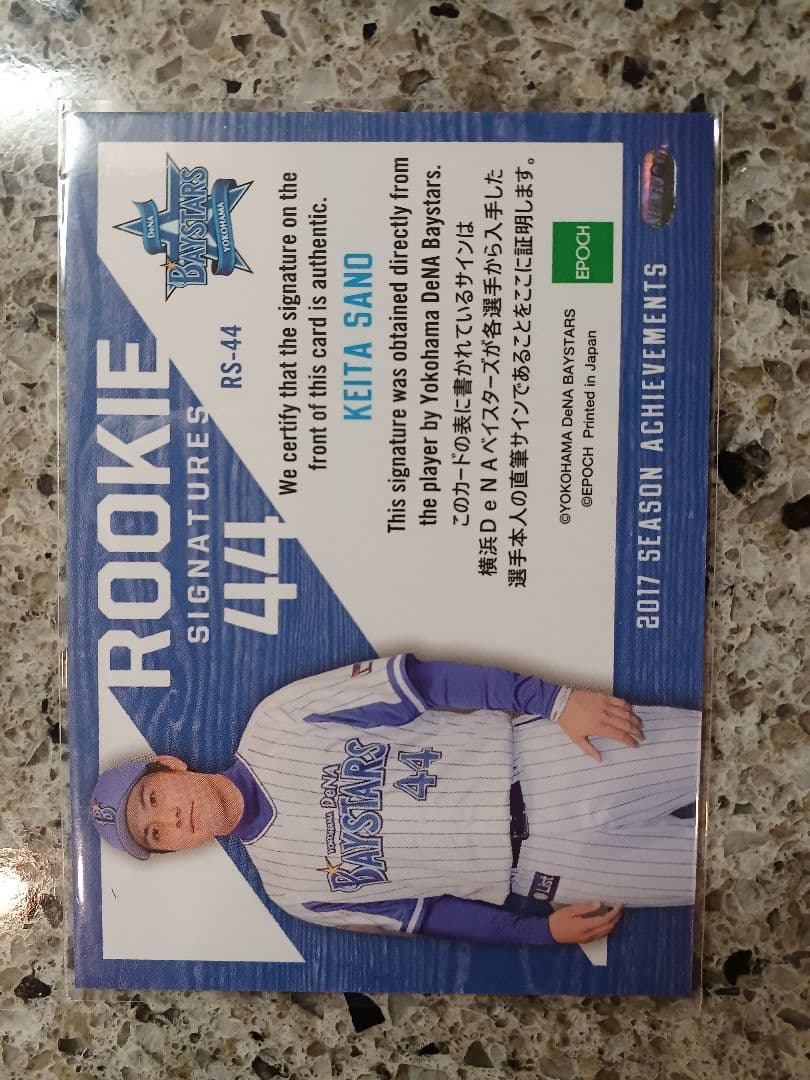 ROOKIE
SIGNATURES
44
RS-44
DeNA
BAYSTARS
YOKOHAMA
We certify that the signature on the
front of this card is authentic.
KEITA SANO
This signature was obtained directly from
the player by Yokohama DeNA Baystars.
このカードの表に書かれているサインは
横浜DeNAベイスターズが各選手から入手した
選手本人の直筆サインであることをここに証明します。
©YOKOHAMA DeNA BAYSTARS
©EPOCH Printed in Japan
EPOCH
2017 SEASON ACHIEVEMENTS
YOKOHAMA DeNA
BAYSTARS
44
List